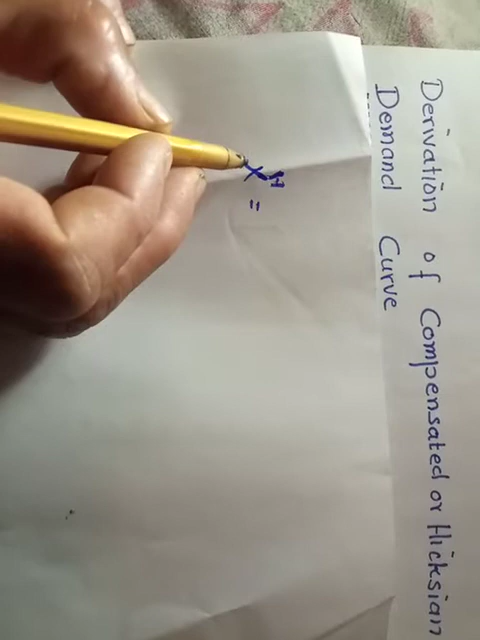 Derivation of Compensated or Hicksian
Demand Curve
X^H =